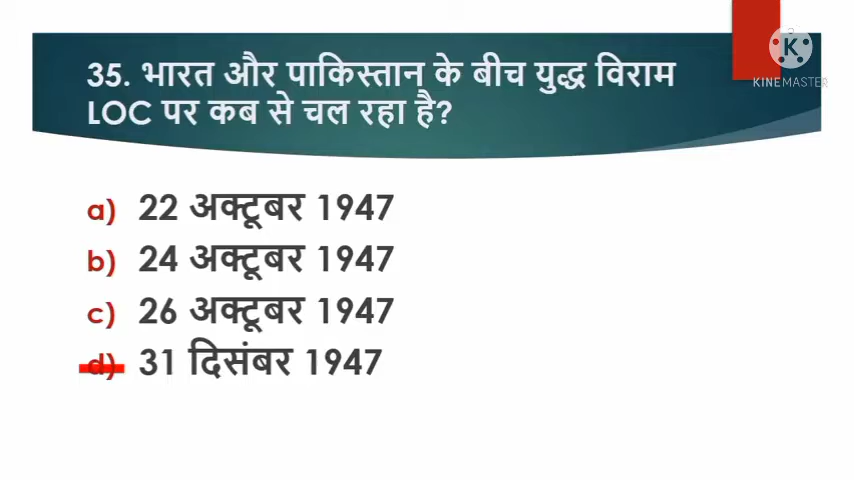 35. भारत और पाकिस्तान के बीच युद्ध विराम
LOC पर कब से चल रहा है?
a) 22 अक्टूबर 1947
b) 24 अक्टूबर 1947
c) 26 अक्टूबर 1947
d) 31 दिसंबर 1947
K
KINEMASTER